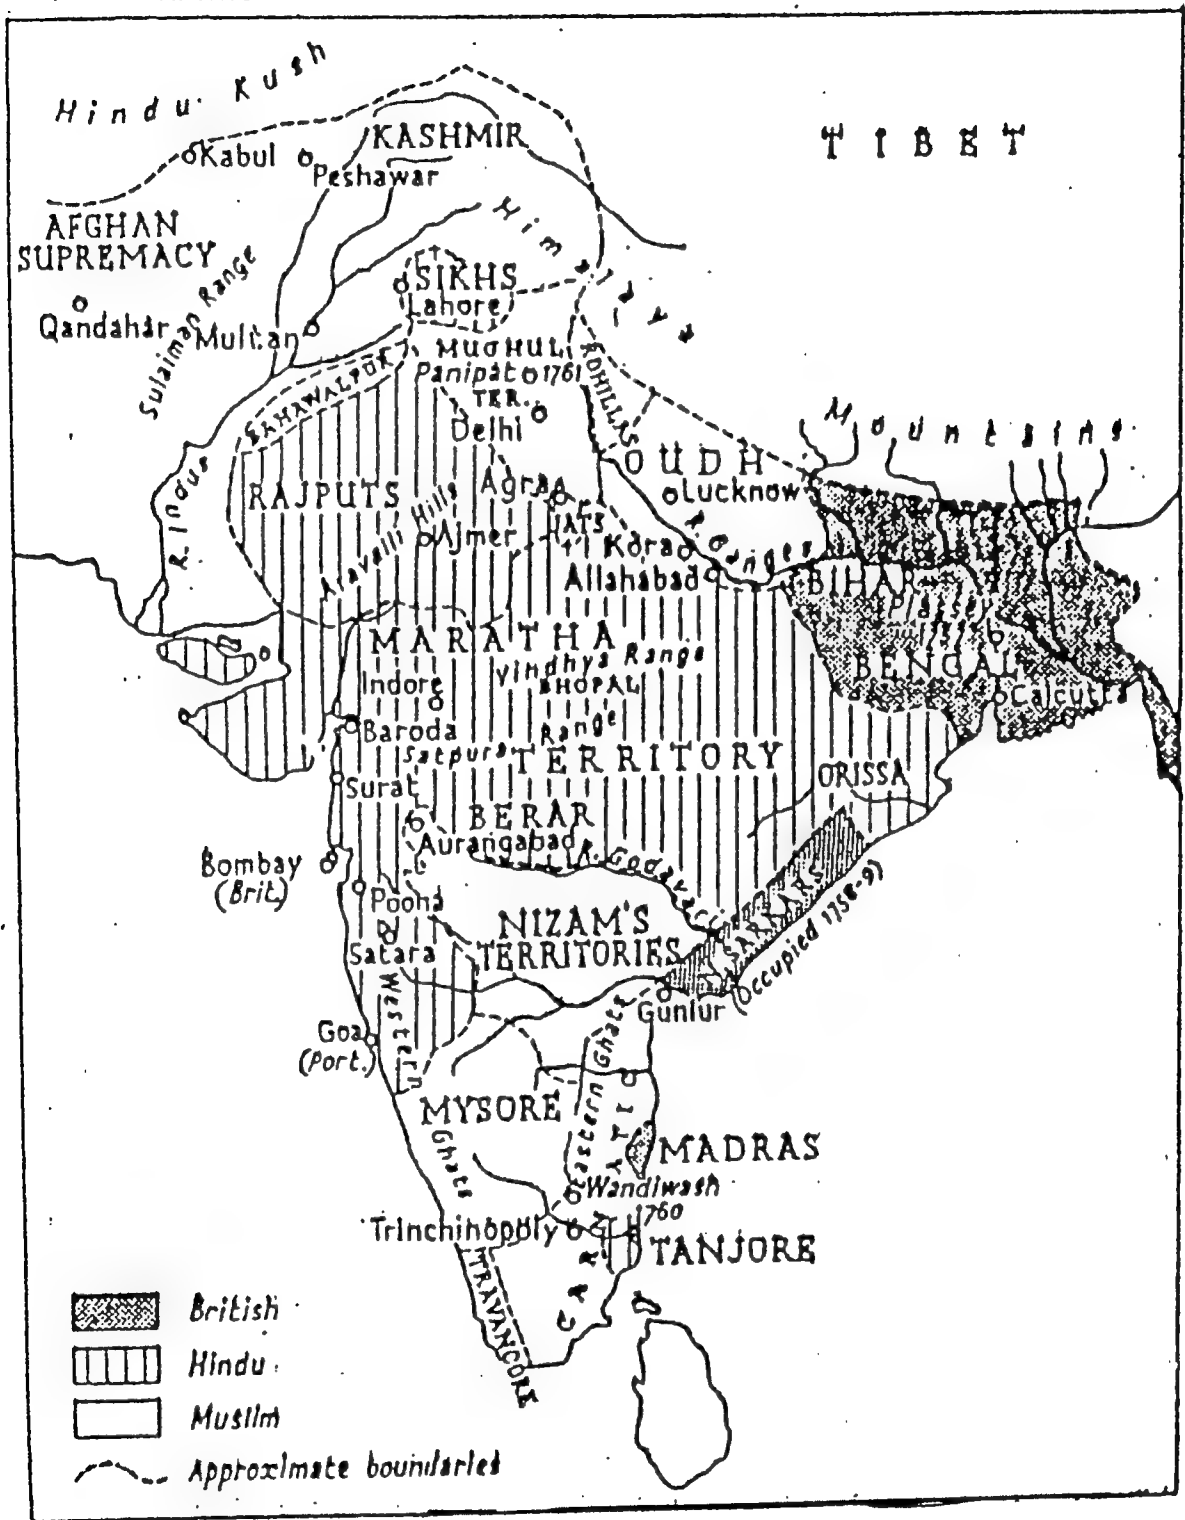 Hindu Kush
TIBET
KASHMIR
Kabul
Peshawar
AFGHAN
SUPREMACY
Himalaya
Sulaiman Range
SIKHS
Lahore
Qandahar
Multan
MUGHUL
Panipat 1761
TER.
Delhi
BAHAWALPUR
ROHILLAS
Mountains
OUDH
Lucknow
R. Indus
RAJPUTS
Aravalli Hills
Agra
Ajmer
JATS
R. Ganges
Kora
Allahabad
BIHAR
Plassey
MARATHA
Vindhya Range
BENGAL
Indore
BHOPAL
Calcutta
Baroda
Satpura Range
TERRITORY
ORISSA
Surat
BERAR
Aurangabad
R. Godavari
Bombay
(Brit.)
Poona
SARKARS
(Occupied 1758-9)
NIZAM'S
TERRITORIES
Satara
Guntur
Western
Ghats
Goa
(Port.)
Eastern Ghats
MYSORE
MADRAS
Wandiwash
1760
Trinchinopoly
TANJORE
TRAVANCORE
British
Hindu
Muslim
Approximate boundaries